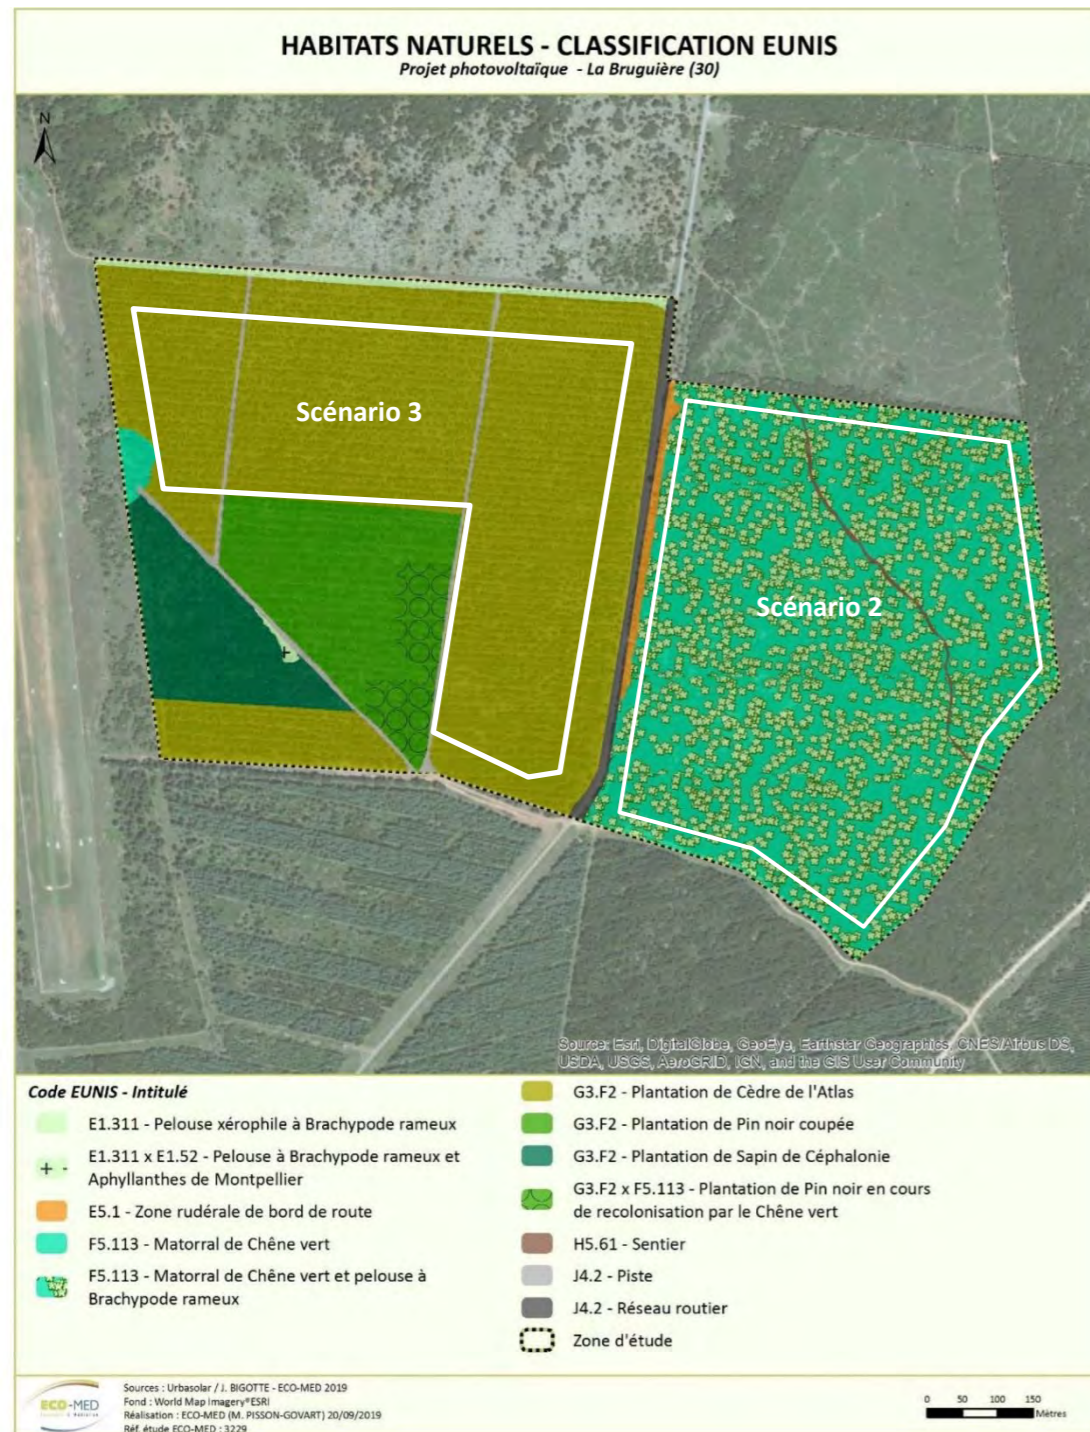 HABITATS NATURELS - CLASSIFICATION EUNIS
Projet photovoltaïque - La Bruguière (30)
N
Scénario 3
Scénario 2
Source: Esri, DigitalGlobe, GeoEye, Earthstar Geographics, CNES/Airbus DS,
USDA, USGS, AeroGRID, IGN, and the GIS User Community
Code EUNIS - Intitulé
E1.311 - Pelouse xérophile à Brachypode rameux
E1.311 x E1.52 - Pelouse à Brachypode rameux et
Aphyllanthes de Montpellier
E5.1 - Zone rudérale de bord de route
F5.113 - Matorral de Chêne vert
F5.113 - Matorral de Chêne vert et pelouse à
Brachypode rameux
G3.F2 - Plantation de Cèdre de l'Atlas
G3.F2 - Plantation de Pin noir coupée
G3.F2 - Plantation de Sapin de Céphalonie
G3.F2 x F5.113 - Plantation de Pin noir en cours
de recolonisation par le Chêne vert
H5.61 - Sentier
J4.2 - Piste
J4.2 - Réseau routier
Zone d'étude
ECO-MED
Sources : Urbasolar / J. BIGOTTE - ECO-MED 2019
Fond : World Map Imagery®ESRI
Réalisation : ECO-MED (M. PISSON-GOVART) 20/09/2019
Réf. étude ECO-MED : 3229
0 50 100 150
Mètres